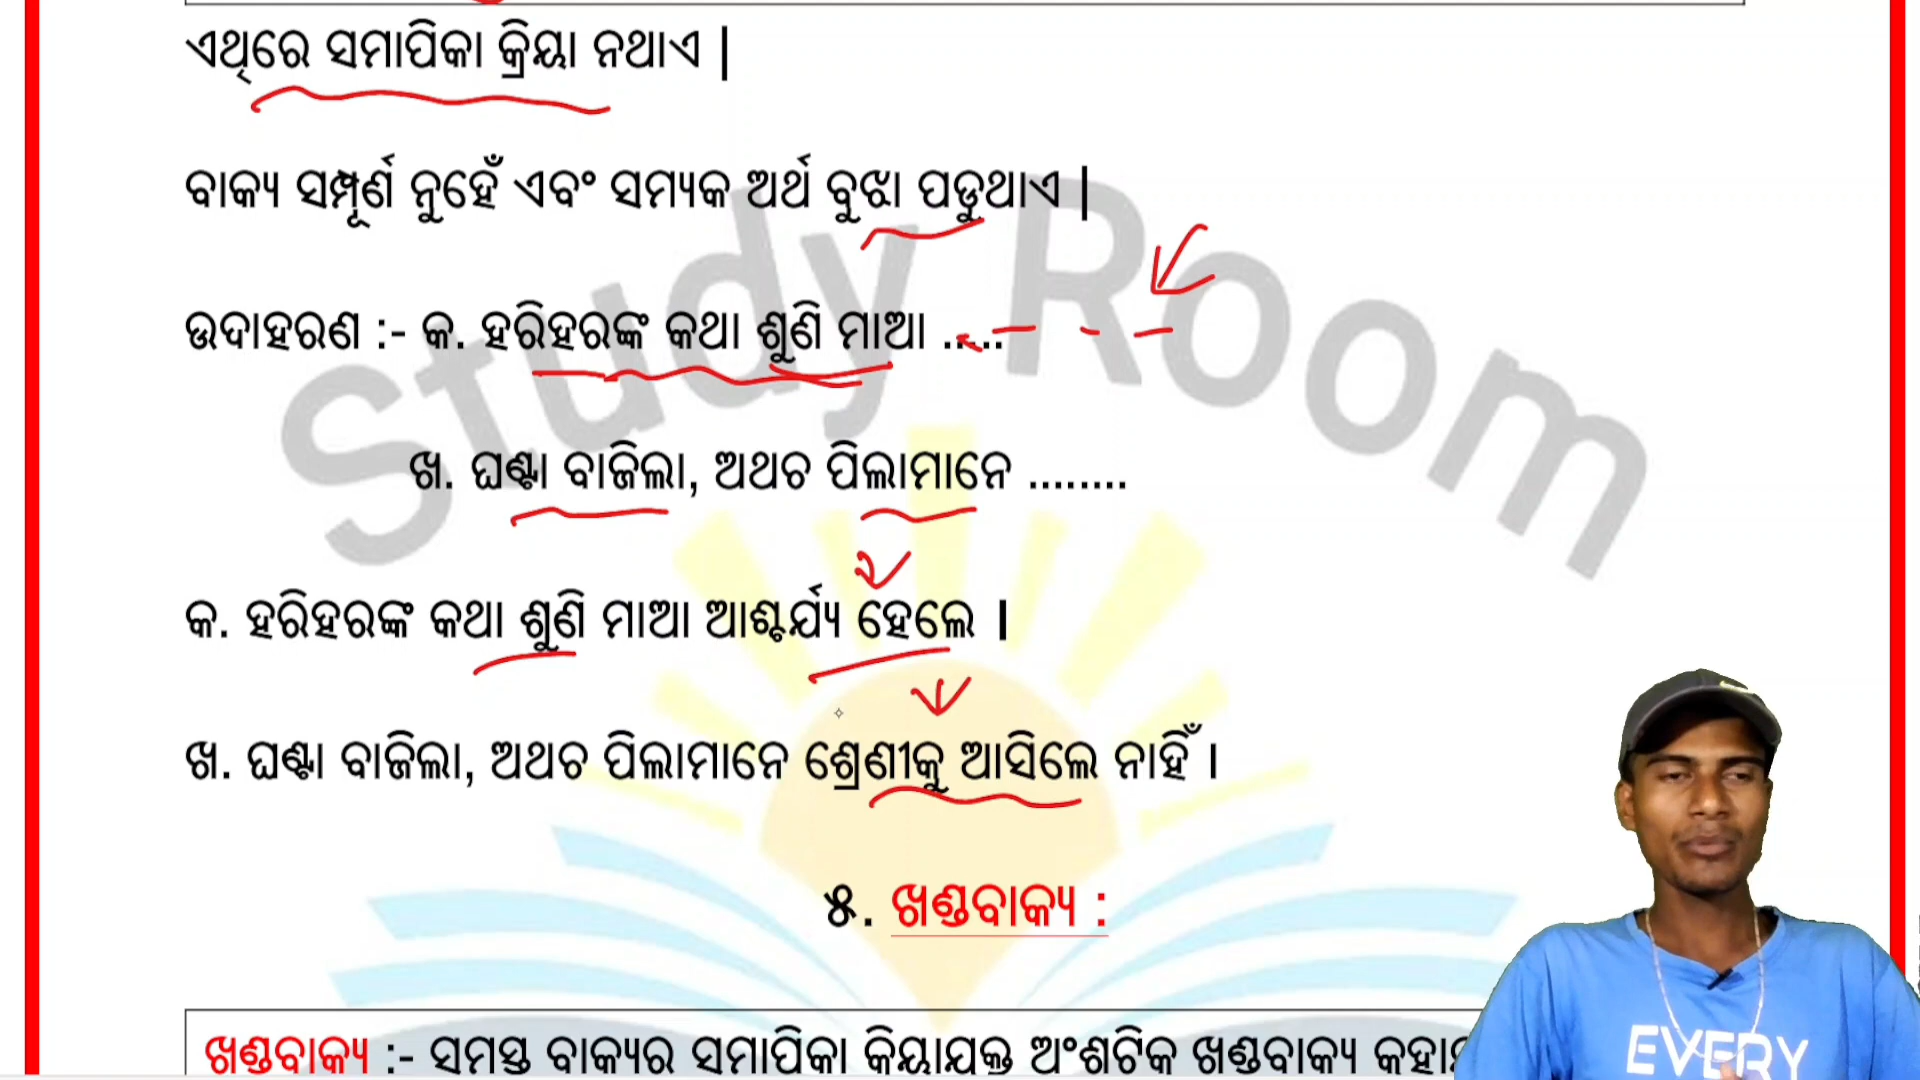 ଏଥିରେ ସମାପିକା କ୍ରିୟା ନଥାଏ |
ବାକ୍ୟ ସମ୍ପୂର୍ଣ ନୁହେଁ ଏବଂ ସମ୍ୟକ ଅର୍ଥ ବୁଝା ପଡୁଥାଏ |
ଉଦାହରଣ :- କ. ହରିହରଙ୍କ କଥା ଶୁଣି ମାଆ .....
ଖ. ଘଣ୍ଟା ବାଜିଲା, ଅଥଚ ପିଲାମାନେ ........
କ. ହରିହରଙ୍କ କଥା ଶୁଣି ମାଆ ଆଶ୍ଚର୍ଯ୍ୟ ହେଲେ |
ଖ. ଘଣ୍ଟା ବାଜିଲା, ଅଥଚ ପିଲାମାନେ ଶ୍ରେଣୀକୁ ଆସିଲେ ନାହିଁ ।
୫. ଖଣ୍ଡବାକ୍ୟ :
ଖଣ୍ଡବାକ୍ୟ :- ସମସ୍ତ ବାକ୍ୟର ସମାପିକା କ୍ରିୟାଯୁକ୍ତ ଅଂଶଟିକ ଖଣ୍ଡବାକ୍ୟ
Study Room
EVERY